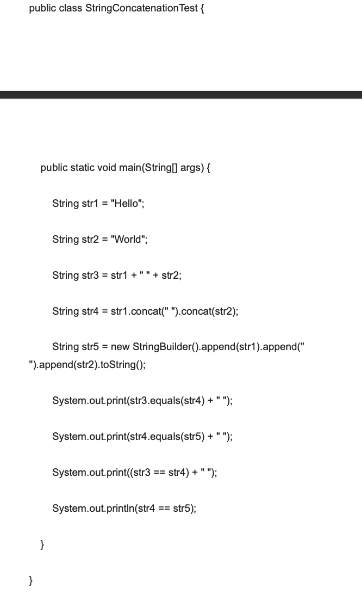 public class StringConcatenationTest {
public static void main(String[] args) {
String str1 = "Hello";
String str2 = "World";
String str3 = str1 + " " + str2;
String str4 = str1.concat(" ").concat(str2);
String str5 = new StringBuilder().append(str1).append("
").append(str2).toString();
System.out.print(str3.equals(str4) + " ");
System.out.print(str4.equals(str5) + " ");
System.out.print((str3 == str4) + " ");
System.out.println(str4 == str5);
}
}